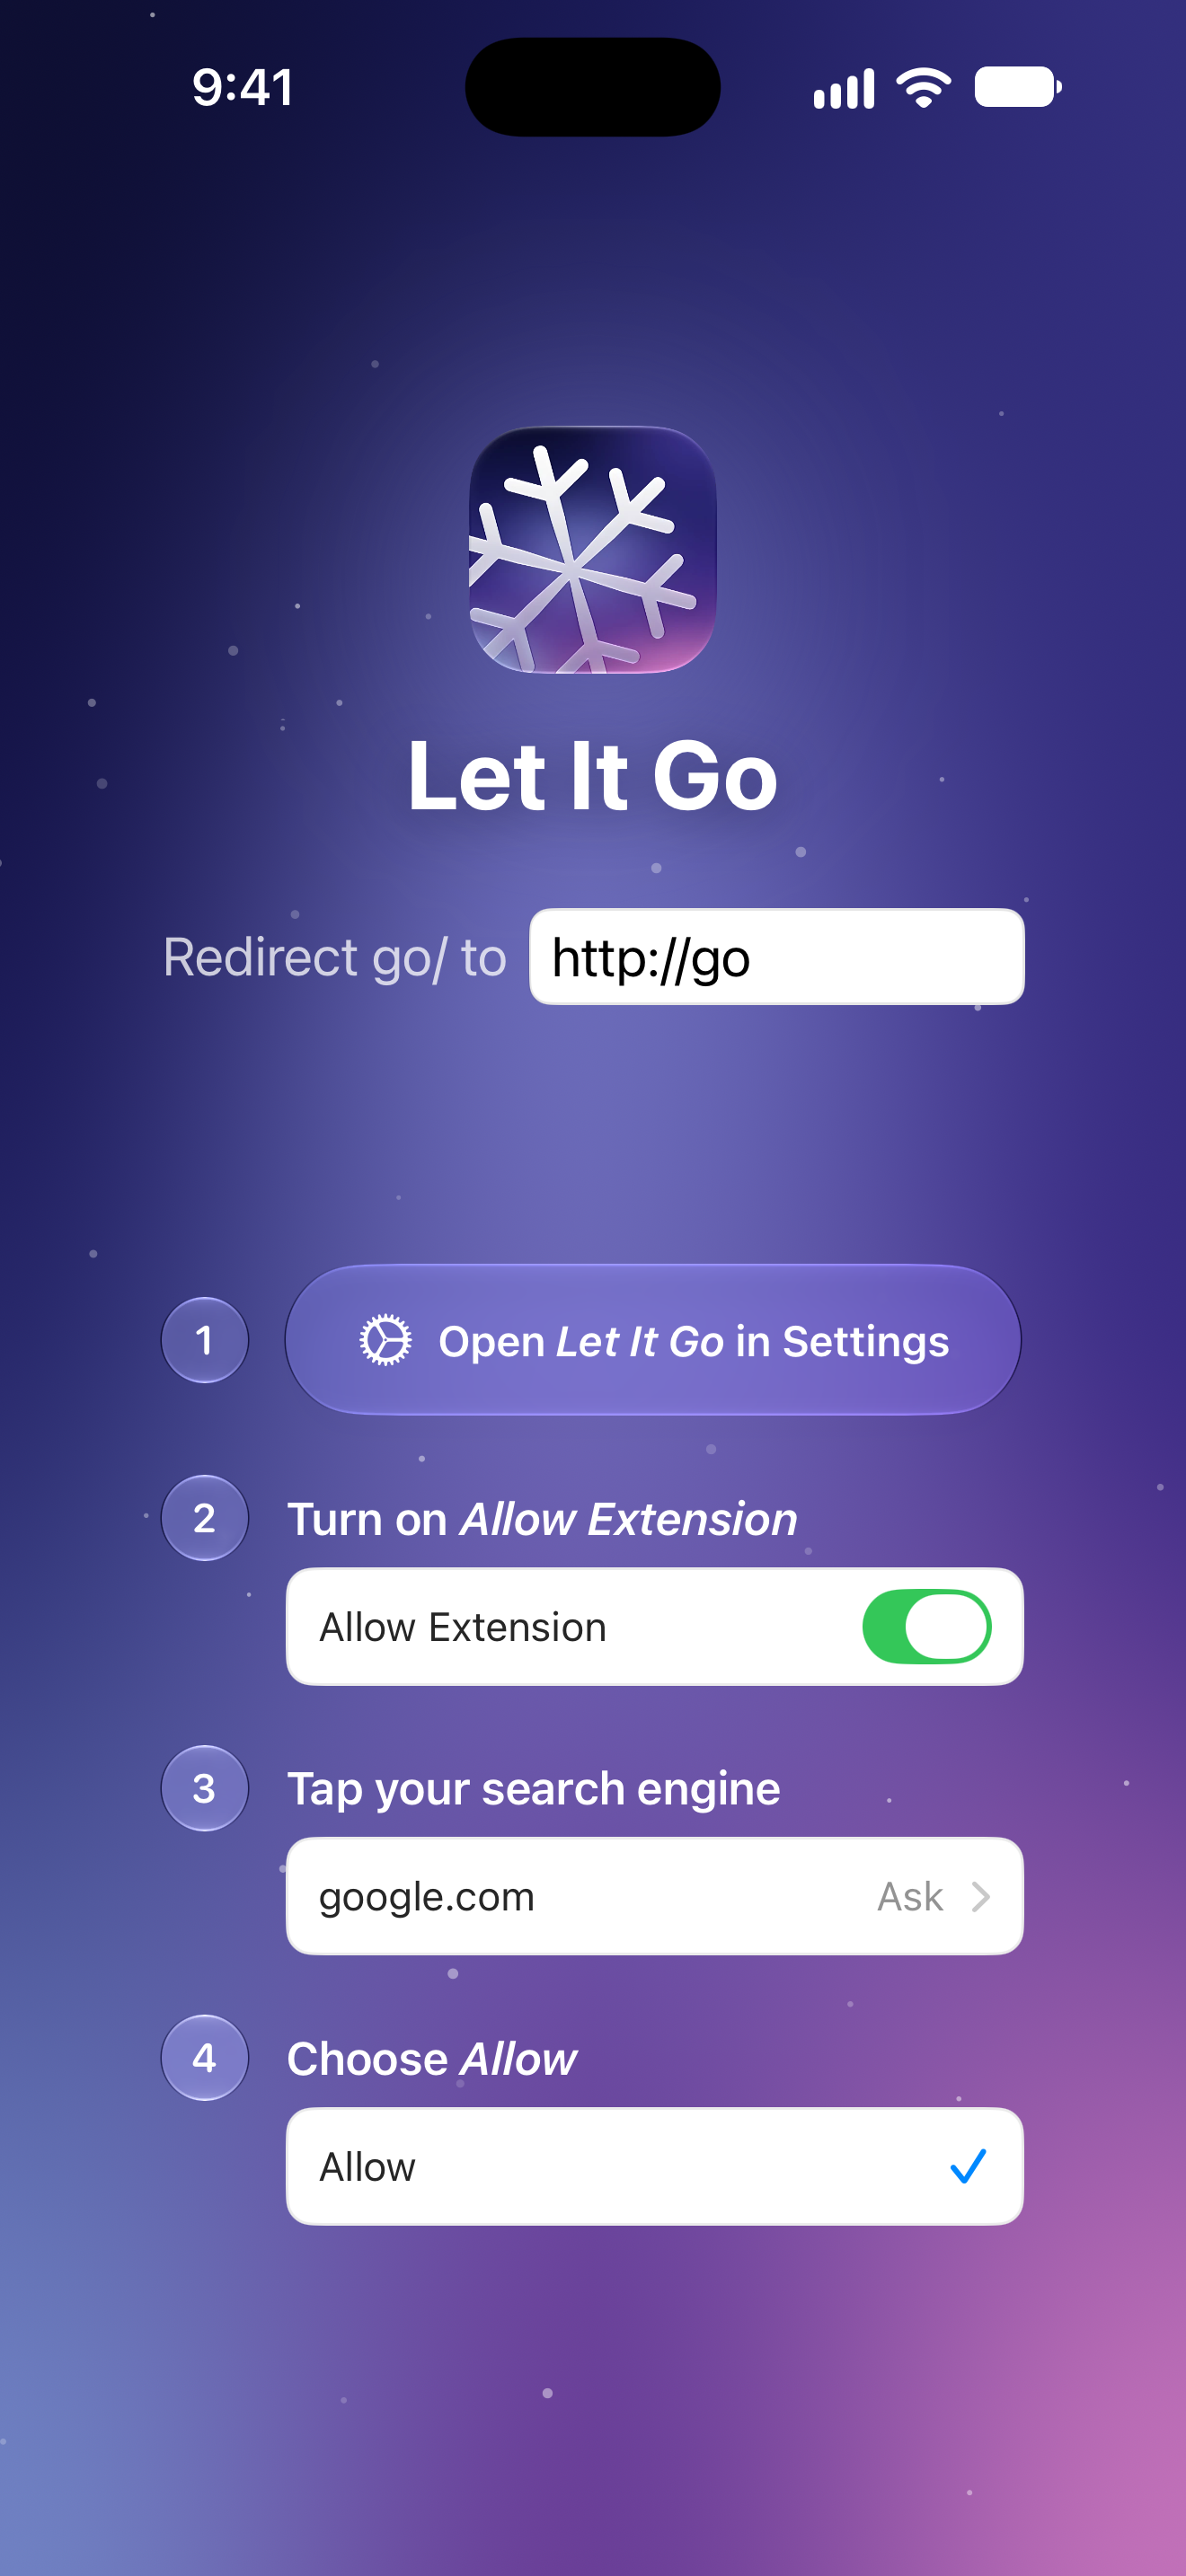 9:41
Let It Go
Redirect go/ to http://go
1 Open Let It Go in Settings
2 Turn on Allow Extension
Allow Extension
3 Tap your search engine
google.com Ask
4 Choose Allow
Allow